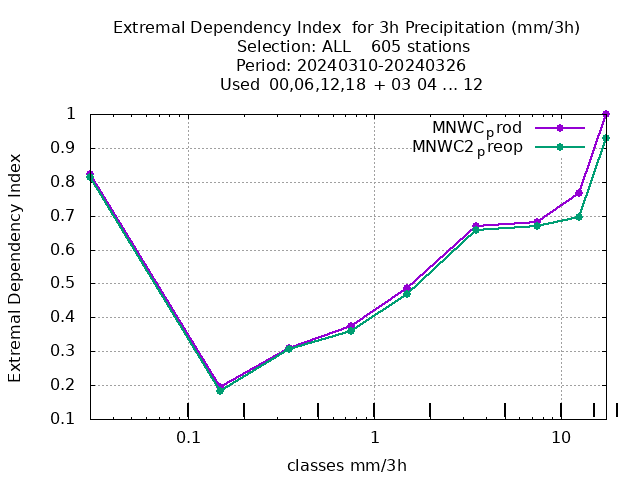 Extremal Dependency Index  for 3h Precipitation (mm/3h)
Selection: ALL    605 stations
Period: 20240310-20240326
Used  00,06,12,18  + 03 04 ... 12
MNWCprod
MNWC2preop
1
0.9
0.8
0.7
0.6
0.5
0.4
0.3
0.2
0.1
Extremal Dependency Index
0.1 1 10
classes mm/3h